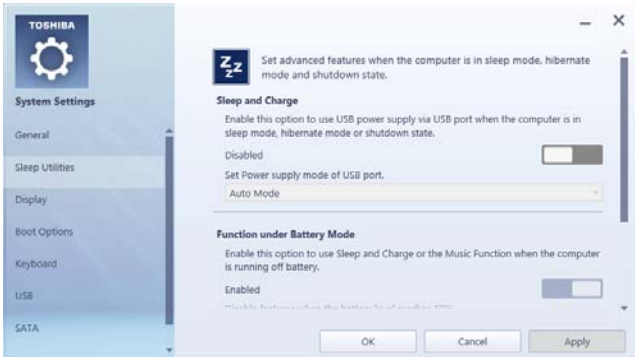 TOSHIBA
System Settings
General
Sleep Utilities
Display
Boot Options
Keyboard
USB
SATA
Zzz
Set advanced features when the computer is in sleep mode, hibernate
mode and shutdown state.
Sleep and Charge
Enable this option to use USB power supply via USB port when the computer is in
sleep mode, hibernate mode or shutdown state.
Disabled
Set Power supply mode of USB port.
Auto Mode
Function under Battery Mode
Enable this option to use Sleep and Charge or the Music Function when the computer
is running off battery.
Enabled
OK
Cancel
Apply